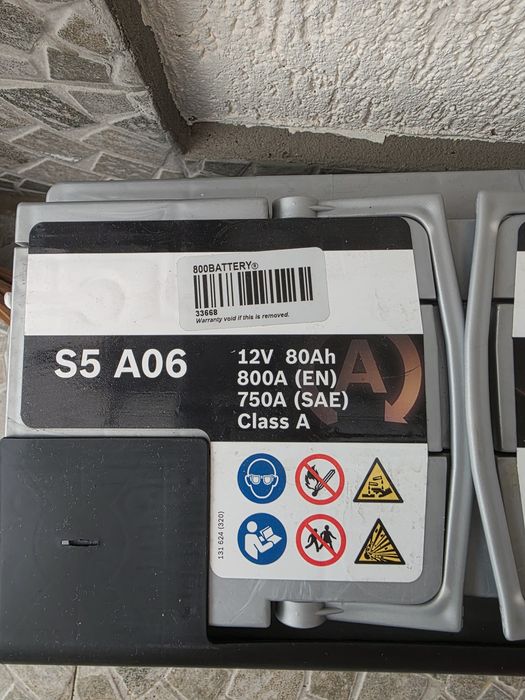 800BATTERY®
33668
Warranty void if this is removed.
S5 A06
12V 80Ah
800A (EN)
750A (SAE)
Class A
A
131 624 (320)